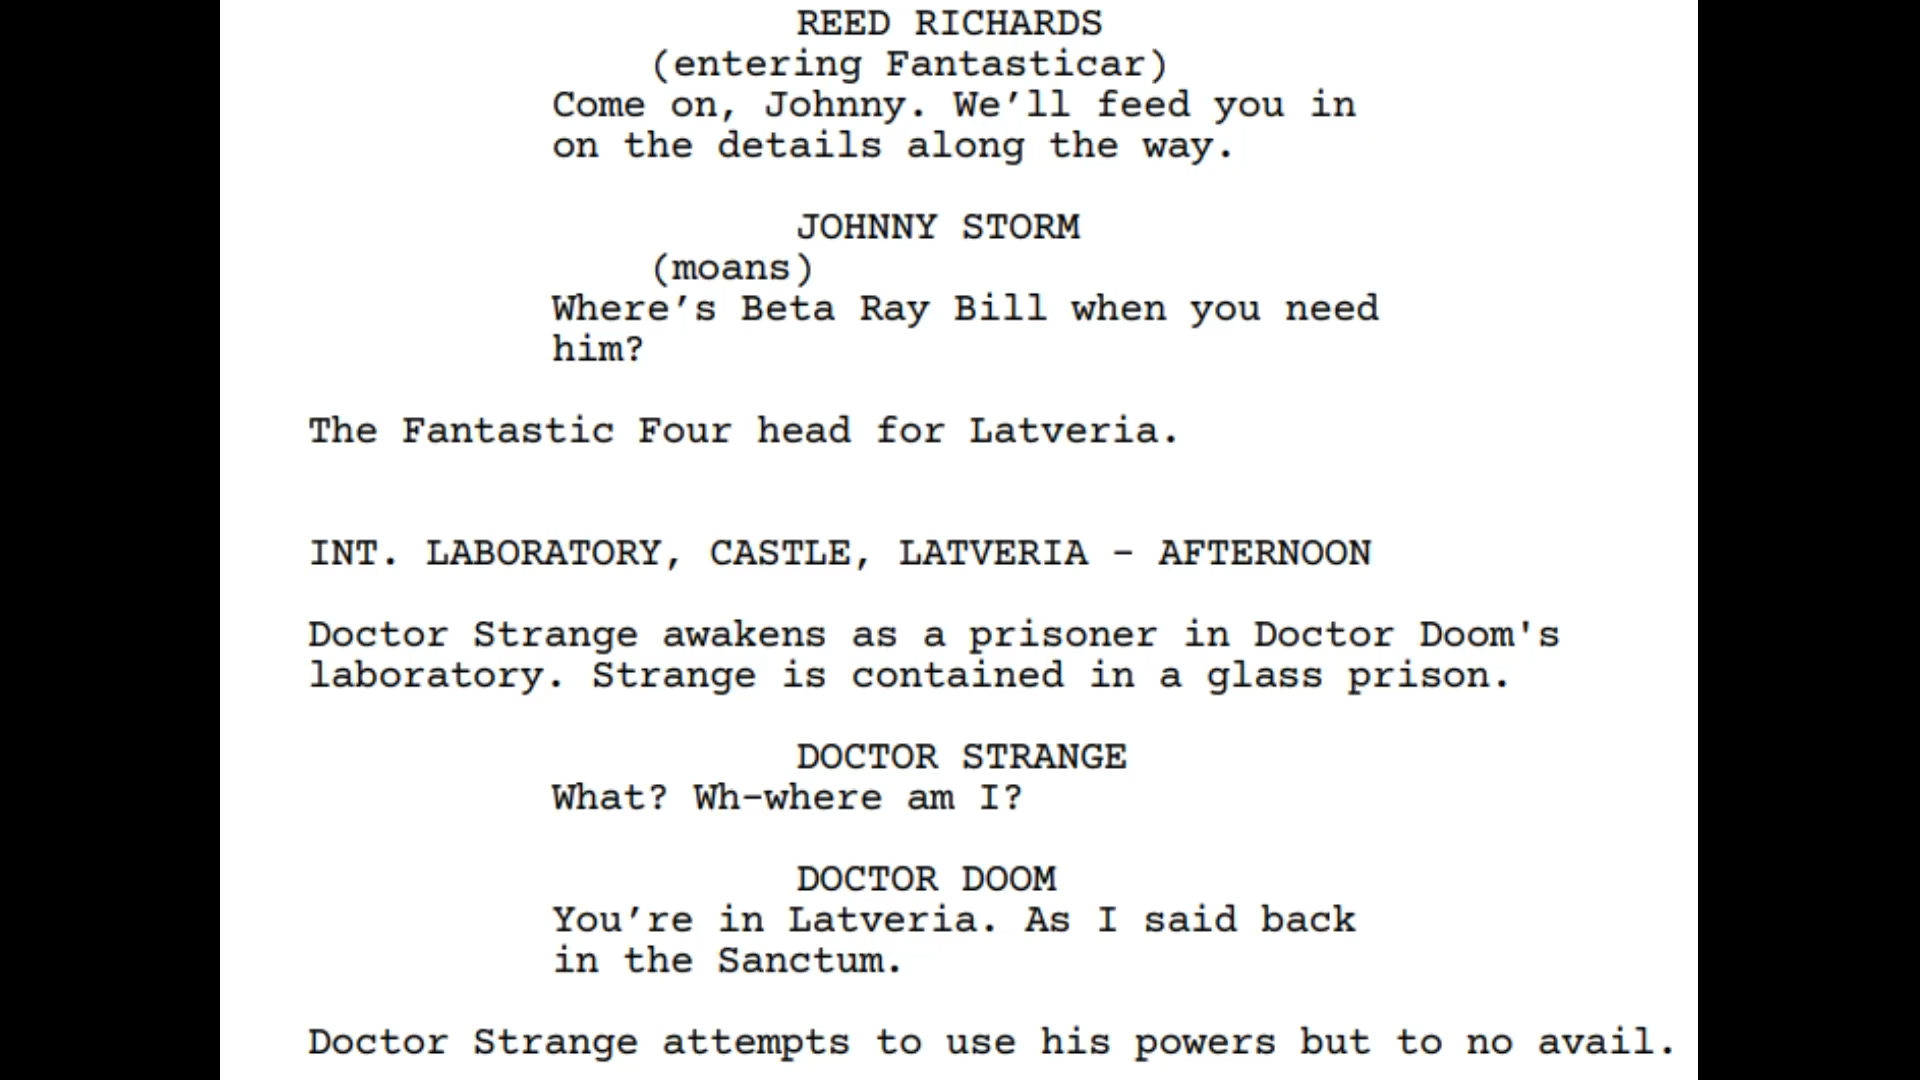 REED RICHARDS
(entering Fantasticar)
Come on, Johnny. We’ll feed you in
on the details along the way.
JOHNNY STORM
(moans)
Where’s Beta Ray Bill when you need
him?
The Fantastic Four head for Latveria.
INT. LABORATORY, CASTLE, LATVERIA – AFTERNOON
Doctor Strange awakens as a prisoner in Doctor Doom's
laboratory. Strange is contained in a glass prison.
DOCTOR STRANGE
What? Wh–where am I?
DOCTOR DOOM
You’re in Latveria. As I said back
in the Sanctum.
Doctor Strange attempts to use his powers but to no avail.